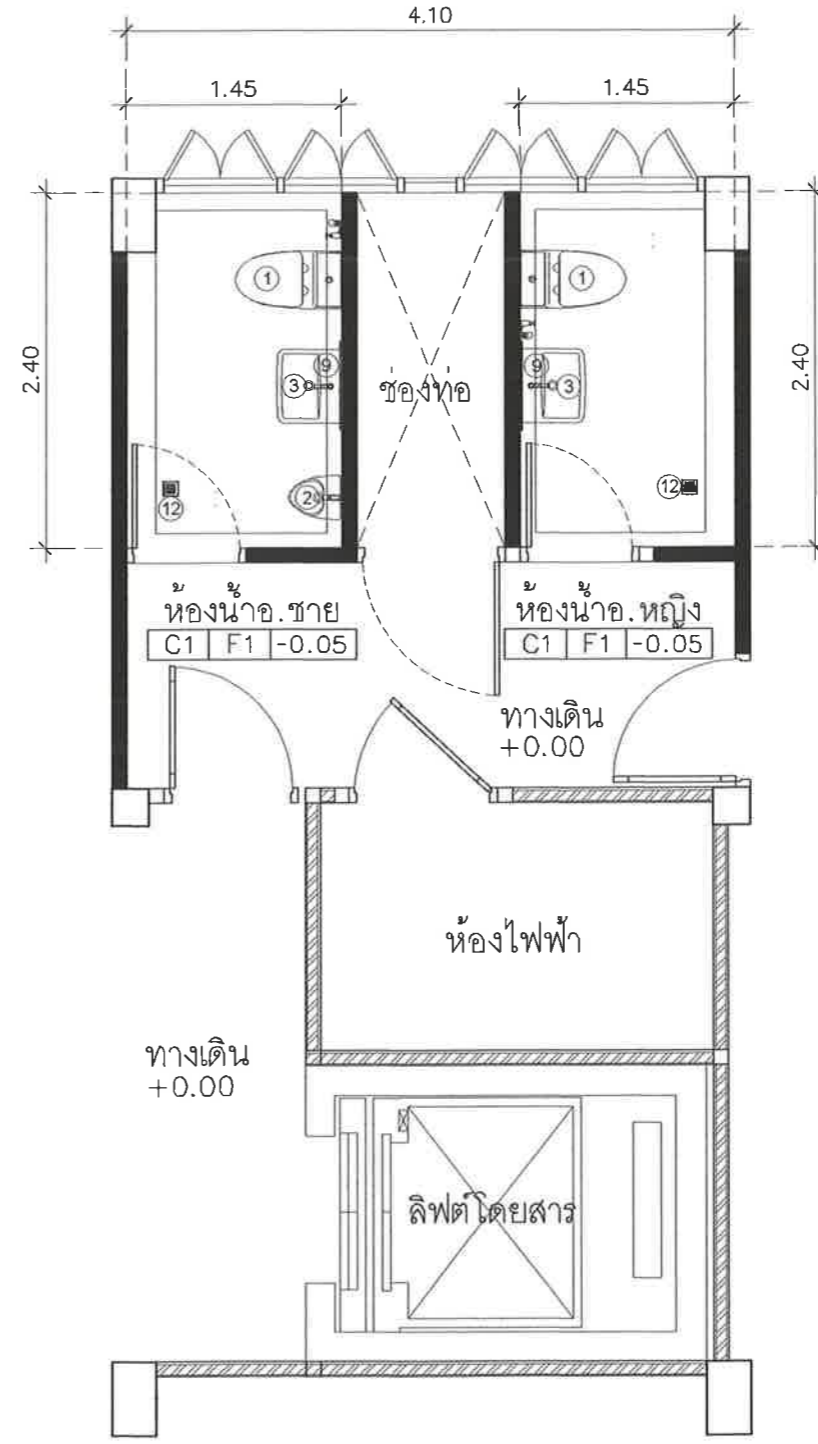 4.10
1.45
1.45
2.40
2.40
1
1
3
9
9
3
ช่องท่อ
12
2
12
ห้องน้ำอ.ชาย
C1 F1 -0.05
ห้องน้ำอ.หญิง
C1 F1 -0.05
ทางเดิน
+0.00
ห้องไฟฟ้า
ทางเดิน
+0.00
ลิฟต์โดยสาร